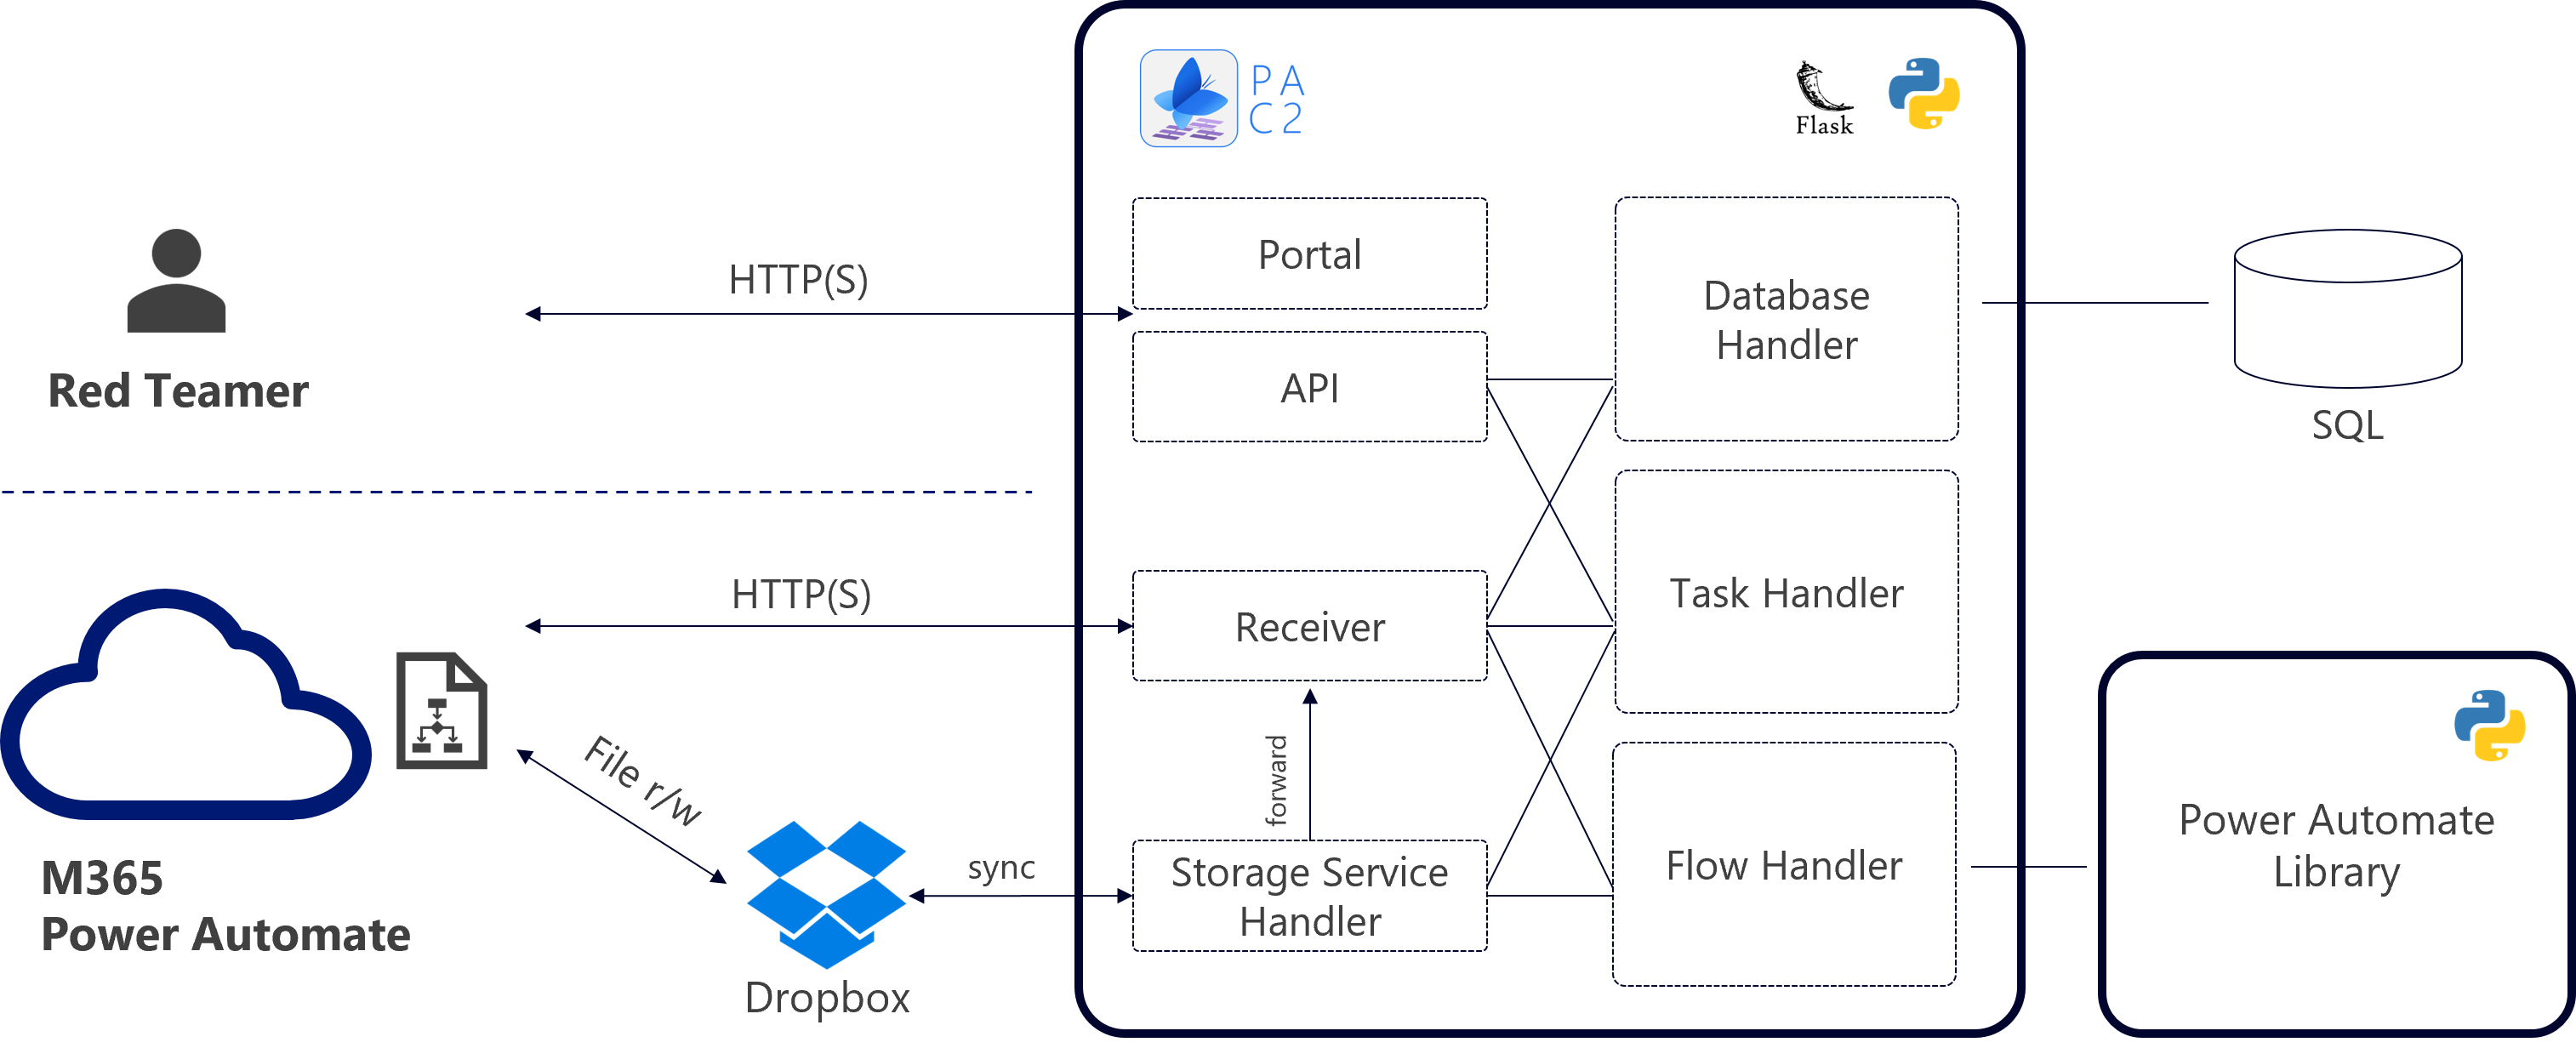 PA
C2
Flask
Portal
HTTP(S)
Database
Handler
API
Red Teamer
SQL
HTTP(S)
Receiver
Task Handler
File r/w
forward
Power Automate
Library
sync
Storage Service
Handler
Flow Handler
M365
Power Automate
Dropbox